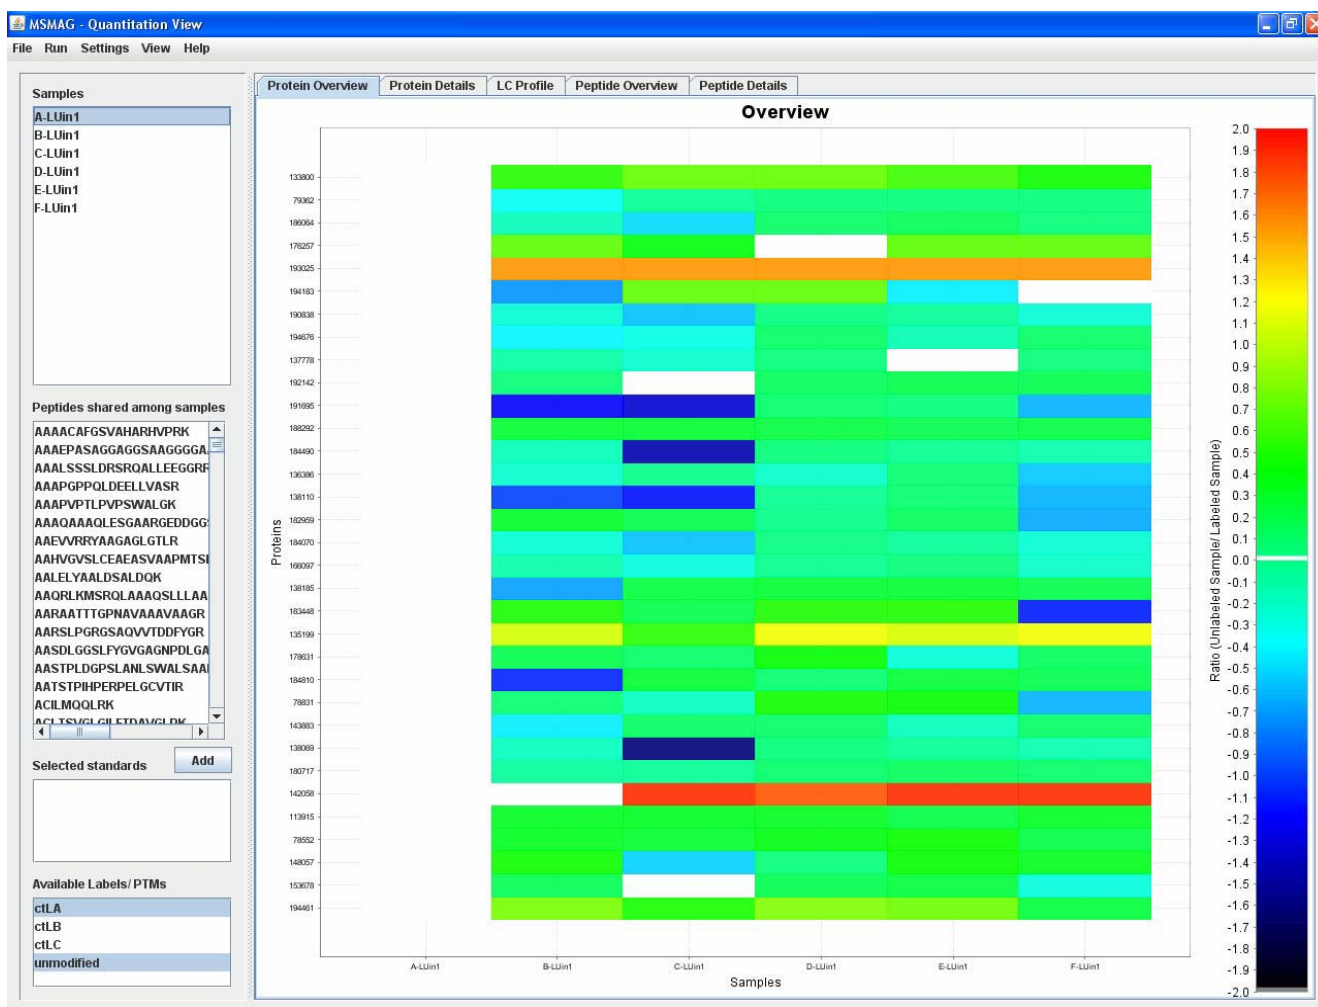 MSMAG - Quantitation View
File Run Settings View Help
Samples
A-LUin1
B-LUin1
C-LUin1
D-LUin1
E-LUin1
F-LUin1
Peptides shared among samples
AAAACAFGSVAHARHVPRK
AAAEPASAGGAGGSAAGGGGA
AAALSSSLDRSRQALLEEGGRR
AAAPGPPQLDEELLVASR
AAAPVPTLPVPSWALGK
AAAQAAAQLESGAARGEDDGG
AAEVVRRYAAGAGLGTLR
AAHVGVSLCEAEASVAAPMTS
AALELYAALDSALDQK
AAQRLKMSRQLAAAQSLLLAA
AARAATTTGPNAVAAAVAAGR
AARSLPGRGSAQVVTDDFYGR
AASDLGGSLFYGVGAGNPDLGA
AASTPLDGPSLANLSWALSAA
AATSTPIHPERPELGCVTIR
ACILMQQLRK
Add
Selected standards
Available Labels/ PTMs
ctLA
ctLB
ctLC
unmodified
Protein Overview Protein Details LC Profile Peptide Overview Peptide Details
Overview
Proteins
133800
79362
186064
176257
193025
194183
190838
194676
137778
192142
191695
188292
184490
136386
138110
182959
184070
166097
138185
183448
135199
178631
184810
78831
143883
138069
180717
142058
113915
78552
148057
153678
194461
A-LUin1 B-LUin1 C-LUin1 D-LUin1 E-LUin1 F-LUin1
Samples
Ratio (Unlabeled Sample/ Labeled Sample)
2.0
1.9
1.8
1.7
1.6
1.5
1.4
1.3
1.2
1.1
1.0
0.9
0.8
0.7
0.6
0.5
0.4
0.3
0.2
0.1
0.0
-0.1
-0.2
-0.3
-0.4
-0.5
-0.6
-0.7
-0.8
-0.9
-1.0
-1.1
-1.2
-1.3
-1.4
-1.5
-1.6
-1.7
-1.8
-1.9
-2.0